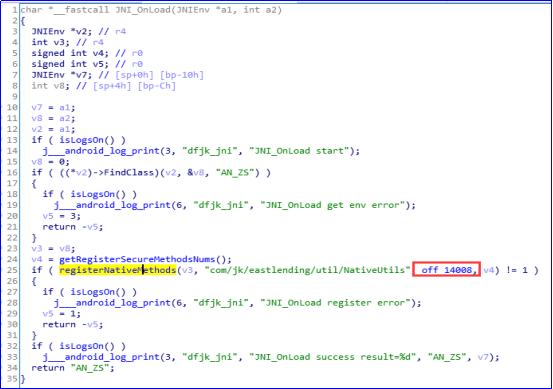 1 char *__fastcall JNI_OnLoad(JNIEnv *a1, int a2)
2 {
3 JNIEnv *v2; // r4
4 int v3; // r4
5 signed int v4; // r0
6 signed int v5; // r0
7 JNIEnv *v7; // [sp+0h] [bp-10h]
8 int v8; // [sp+4h] [bp-Ch]
9
10 v7 = a1;
11 v8 = a2;
12 v2 = a1;
13 if ( isLogsOn() )
14 j___android_log_print(3, "dfjk_jni", "JNI_OnLoad start");
15 v8 = 0;
16 if ( ((*v2)->FindClass)(v2, &v8, "AN_ZS") )
17 {
18 if ( isLogsOn() )
19 j___android_log_print(6, "dfjk_jni", "JNI_OnLoad get env error");
20 v5 = 3;
21 return -v5;
22 }
23 v3 = v8;
24 v4 = getRegisterSecureMethodsNums();
25 if ( registerNativeMethods(v3, "com/jk/eastlending/util/NativeUtils" off_14008, v4) != 1 )
26 {
27 if ( isLogsOn() )
28 j___android_log_print(6, "dfjk_jni", "JNI_OnLoad register error");
29 v5 = 1;
30 return -v5;
31 }
32 if ( isLogsOn() )
33 j___android_log_print(3, "dfjk_jni", "JNI_OnLoad success result=%d", "AN_ZS", v7);
34 return "AN_ZS";
35 }